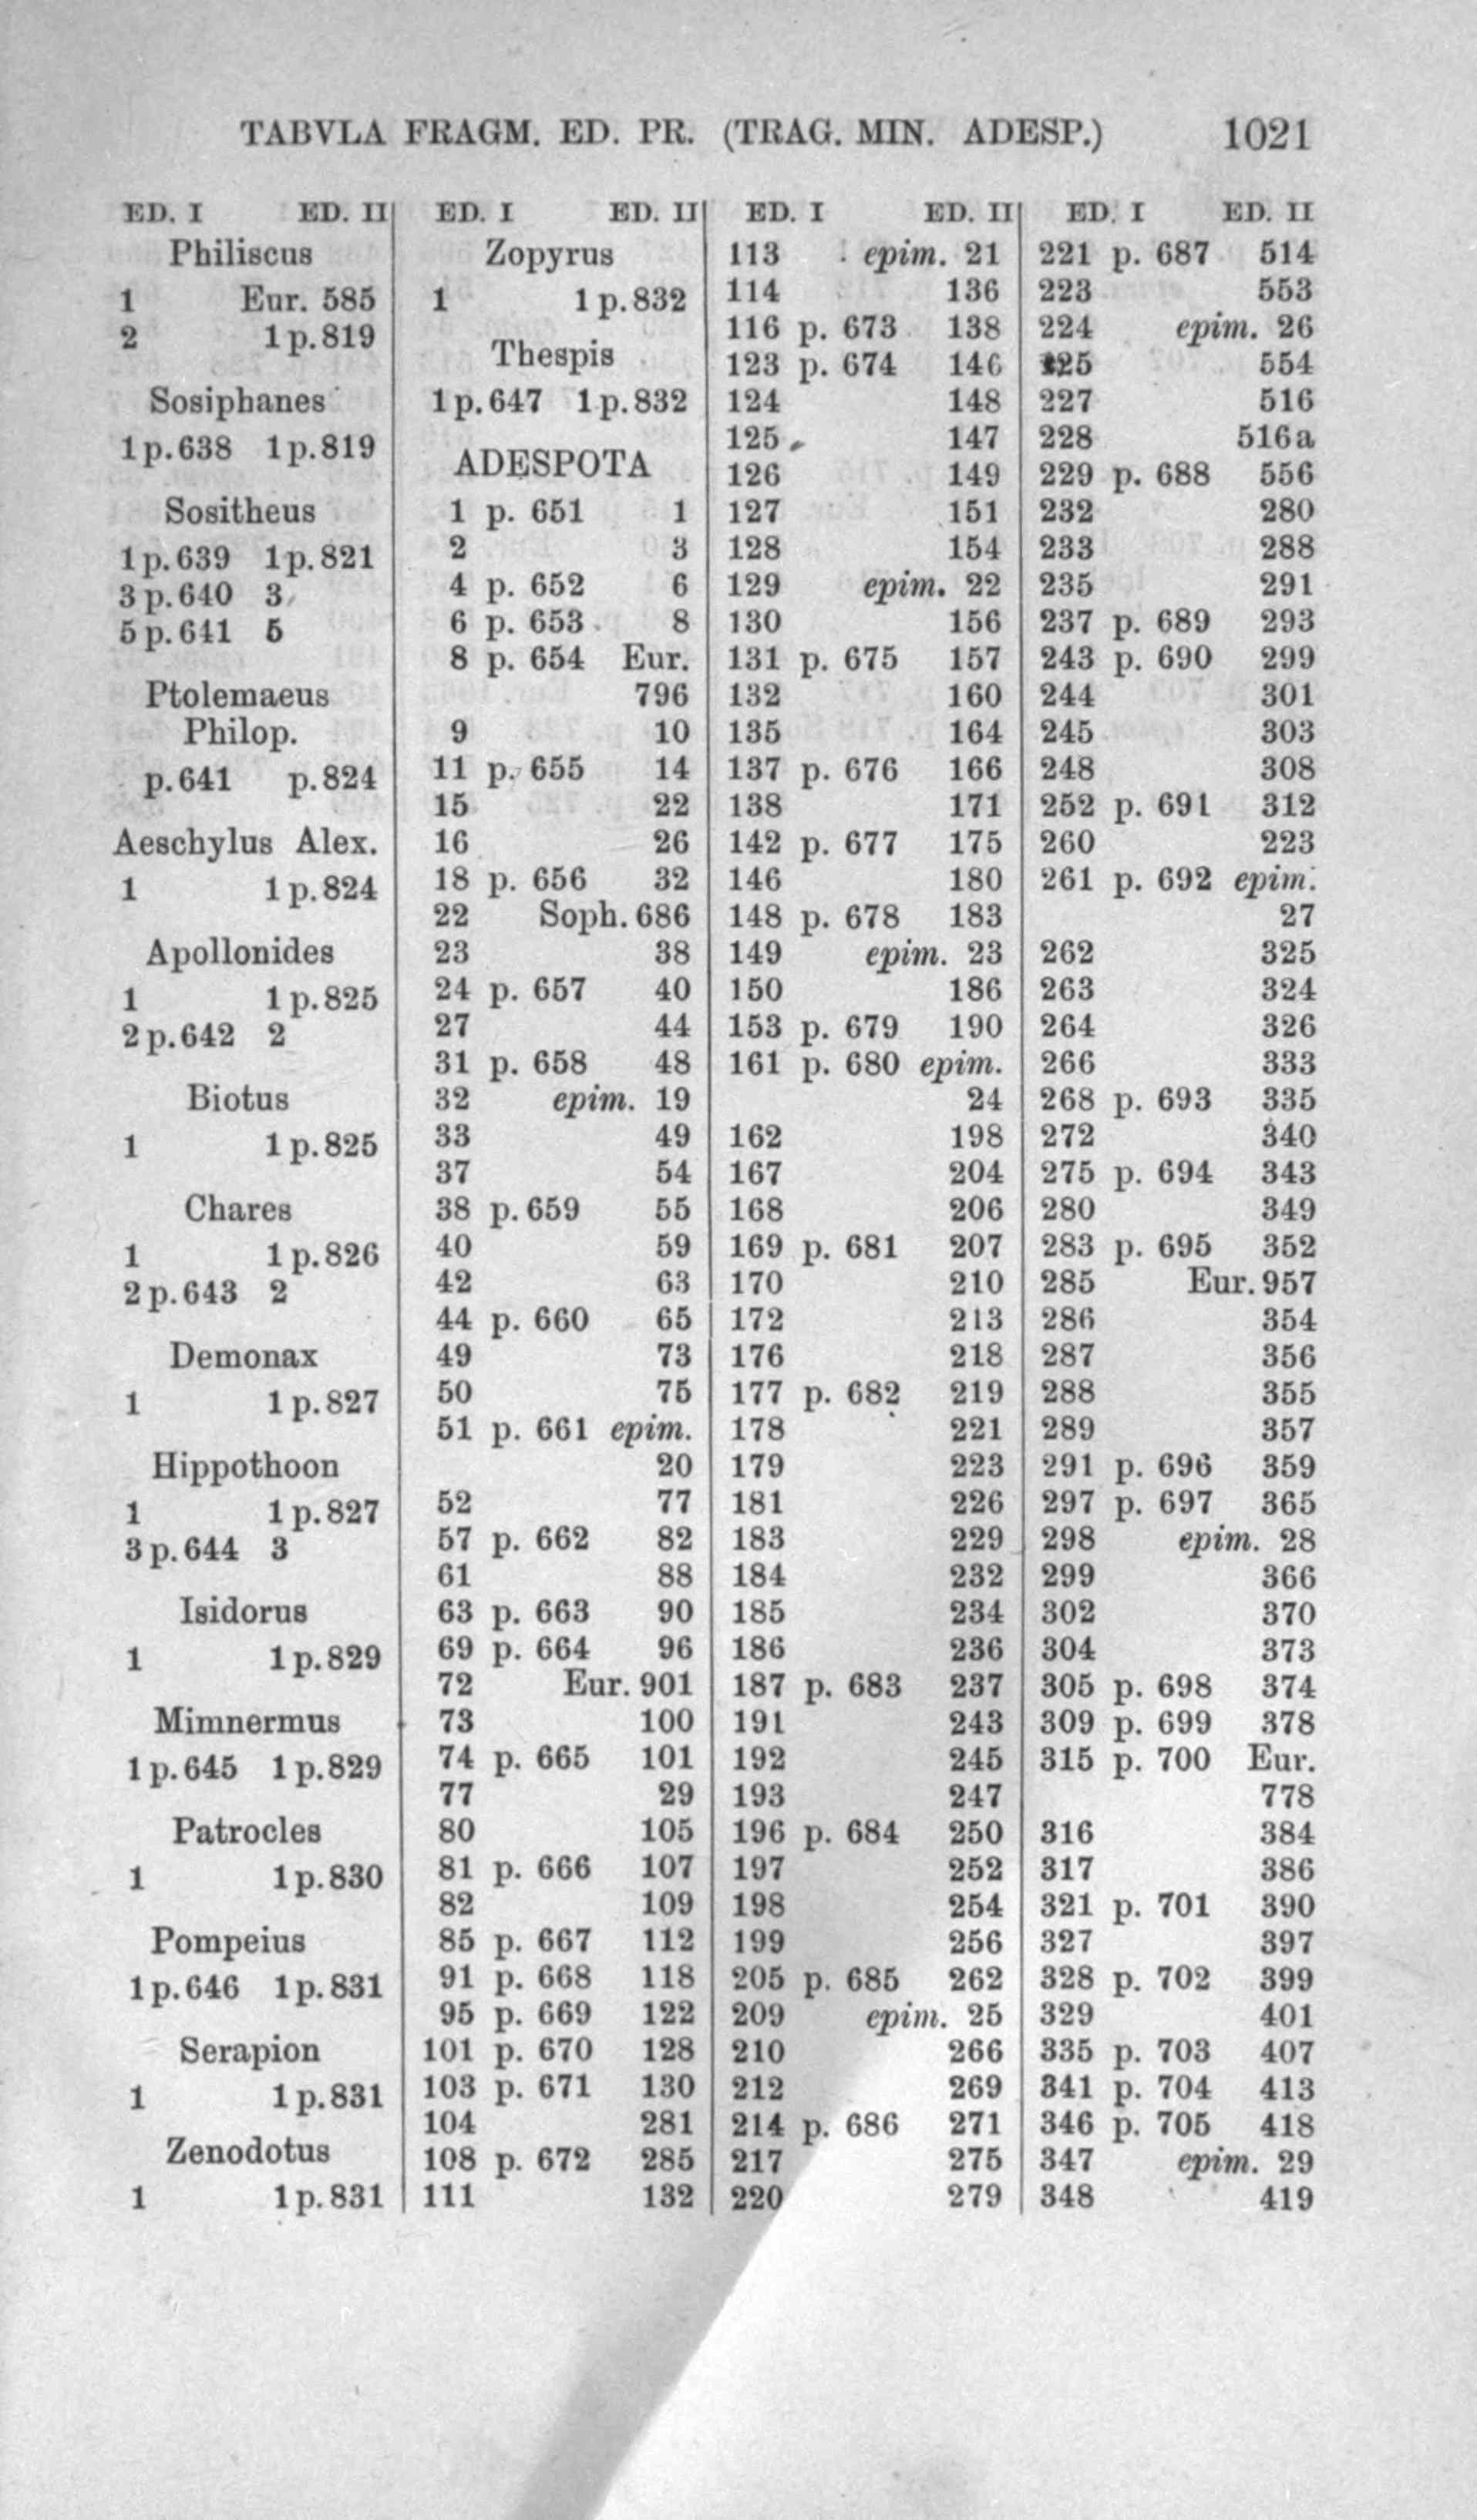 TABVLA FRAGM. ED. PR. (TRAG. MIN. ADESP.) 1021
ED. I ED. II
Philiscus
1 Eur. 585
2 1 p. 819
Sosiphanes
1 p. 638 1 p. 819
Sositheus
1 p. 639 1 p. 821
3 p. 640 3
5 p. 641 5
Ptolemaeus
Philop.
p. 641 p. 824
Aeschylus Alex.
1 1 p. 824
Apollonides
1 1 p. 825
2 p. 642 2
Biotus
1 1 p. 825
Chares
1 1 p. 826
2 p. 643 2
Demonax
1 1 p. 827
Hippothoon
1 1 p. 827
3 p. 644 3
Isidorus
1 1 p. 829
Mimnermus
1 p. 645 1 p. 829
Patrocles
1 1 p. 830
Pompeius
1 p. 646 1 p. 831
Serapion
1 1 p. 831
Zenodotus
1 1 p. 831
ED. I ED. II
Zopyrus
1 1 p. 832
Thespis
1 p. 647 1 p. 832
ADESPOTA
1 p. 651 1
2 3
4 p. 652 6
6 p. 653 8
8 p. 654 Eur.
796
9 10
11 p. 655 14
15 22
16 26
18 p. 656 32
22 Soph. 686
23 38
24 p. 657 40
27 44
31 p. 658 48
32 epim. 19
33 49
37 54
38 p. 659 55
40 59
42 63
44 p. 660 65
49 73
50 75
51 p. 661 epim.
20
52 77
57 p. 662 82
61 88
63 p. 663 90
69 p. 664 96
72 Eur. 901
73 100
74 p. 665 101
77 29
80 105
81 p. 666 107
82 109
85 p. 667 112
91 p. 668 118
95 p. 669 122
101 p. 670 128
103 p. 671 130
104 281
108 p. 672 285
111 132
ED. I ED. II
113 epim. 21
114 136
116 p. 673 138
123 p. 674 146
124 148
125 147
126 149
127 151
128 154
129 epim. 22
130 156
131 p. 675 157
132 160
135 164
137 p. 676 166
138 171
142 p. 677 175
146 180
148 p. 678 183
149 epim. 23
150 186
153 p. 679 190
161 p. 680 epim.
24
162 198
167 204
168 206
169 p. 681 207
170 210
172 213
176 218
177 p. 682 219
178 221
179 223
181 226
183 229
184 232
185 234
186 236
187 p. 683 237
191 243
192 245
193 247
196 p. 684 250
197 252
198 254
199 256
205 p. 685 262
209 epim. 25
210 266
212 269
214 p. 686 271
217 275
220 279
ED. I ED. II
221 p. 687 514
223 553
224 epim. 26
225 554
227 516
228 516a
229 p. 688 556
232 280
233 288
235 291
237 p. 689 293
243 p. 690 299
244 301
245 303
248 308
252 p. 691 312
260 223
261 p. 692 epim.
27
262 325
263 324
264 326
266 333
268 p. 693 335
272 340
275 p. 694 343
280 349
283 p. 695 352
285 Eur. 957
286 354
287 356
288 355
289 357
291 p. 696 359
297 p. 697 365
298 epim. 28
299 366
302 370
304 373
305 p. 698 374
309 p. 699 378
315 p. 700 Eur.
778
316 384
317 386
321 p. 701 390
327 397
328 p. 702 399
329 401
335 p. 703 407
341 p. 704 413
346 p. 705 418
347 epim. 29
348 419